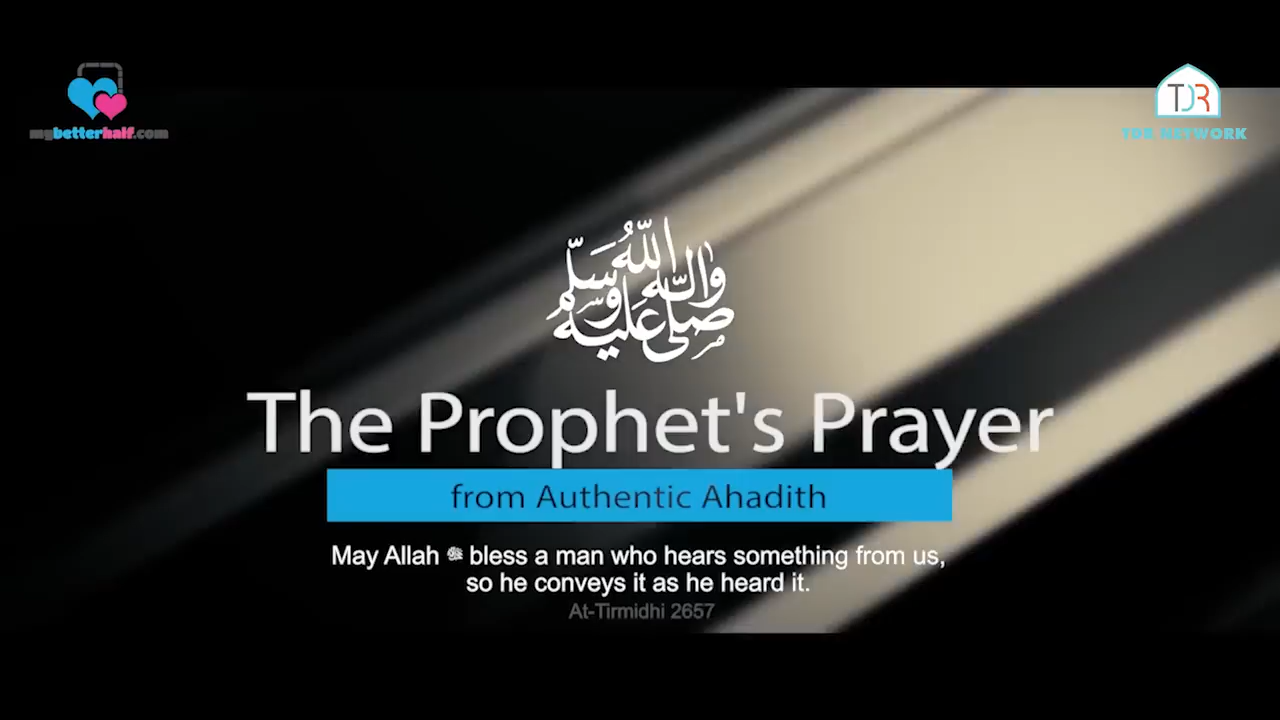 mybetterhalf.com
TDR
TDR NETWORK
صلى الله عليه وآله وسلم
The Prophet's Prayer
from Authentic Ahadith
May Allah ﷻ bless a man who hears something from us,
so he conveys it as he heard it.
At-Tirmidhi 2657